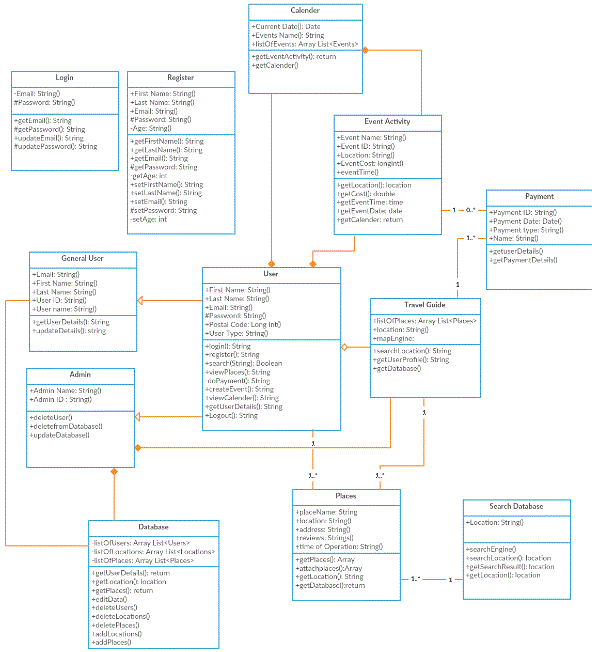 Calender
+Current Date(): Date
+Events Name(): String
+listOfEvents: Array List<Events>
+getEventActivity(): return
+getCalender()
Login
-Email: String()
#Password: String()
+getEmail(): String
#getPassword(): String
+updateEmail(): String
#updatePassword(): String
Register
+First Name: String()
+Last Name: String()
+Email: String()
#Password: String()
-Age: String()
+getFirstName(): String
+getLastName(): String
+getEmail(): String
#getPassword: String
-getAge: int
+setFirstName(): String
+setLastName(): String
+setEmail(): String
#setPassword: String
-setAge: int
Event Activity
+Event Name: String()
+Event ID: String()
+Location: String()
+EventCost: longint()
+eventTime()
+getLocation(): location
+getCost(): double
+getEventTime: time
+getEventDate: date
+getCalender: return
1 0..*
Payment
+Payment ID: String()
+Payment Date: Date()
+Payment type: String()
+Name: String()
+getuserDetails()
+getPaymentDetails()
1..*
1
General User
+Email: String()
+First Name: String()
+Last Name: String()
+User ID: String()
+User name: String()
+getUserDetails(): String
+updateDetails(): string
User
+First Name: String()
+Last Name: String()
+Email: String()
#Password: String()
+Postal Code: Long int()
+User Type: String()
+login(): String
+register(): String
+search(String): Boolean
+viewPlaces(): String
-doPayment(): String
+createEvent(): String
+viewCalender(): String
+getUserDetails(): String
+Logout(): String
Travel Guide
+listOfPlaces: Array List<Places>
+location: String()
+mapEngine:
+searchLocation(): String
+getUserProfile(): String
+getDatabase()
Admin
+Admin Name: String()
+Admin ID : String()
+deleteUser()
+deletefromDatabase()
+updateDatabase()
1
1
1..*
1..*
Database
-listOfUsers: Array List<Users>
-listOfLocations: Array List<Locations>
-listOfPlaces: Array List<Places>
+getUserDetails(): return
+getLocation(): location
+getPlaces(): return
+editData()
+deleteUsers()
+deleteLocations()
+deletePlaces()
+addLocations()
+addPlaces()
Places
+placeName: String
+location: String()
+address: String()
+reviews: Strings()
+time of Operation: String()
+getPlaces(): Array
+attachplaces():Array
+getLocation(): String
+getDatabase():return
1..* 1
Search Database
+Location: String()
+searchEngine()
+searchLocation(): location
+getSearchResult(): location
+getLocation(): location